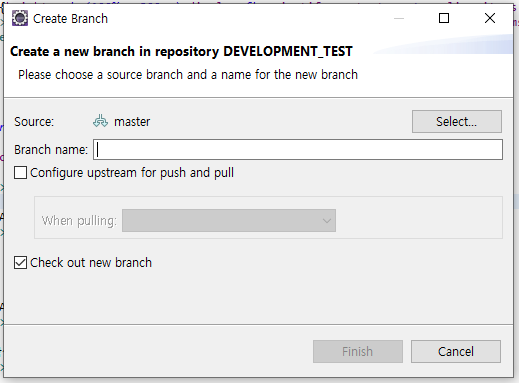 Create Branch
Create a new branch in repository DEVELOPMENT_TEST
Please choose a source branch and a name for the new branch
Source: master Select...
Branch name:
Configure upstream for push and pull
When pulling:
Check out new branch
Finish Cancel